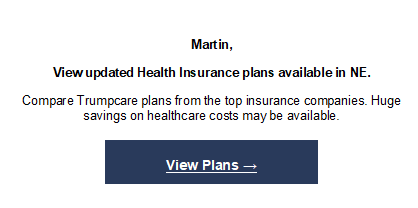 Martin,
View updated Health Insurance plans available in NE.
Compare Trumpcare plans from the top insurance companies. Huge
savings on healthcare costs may be available.
View Plans →